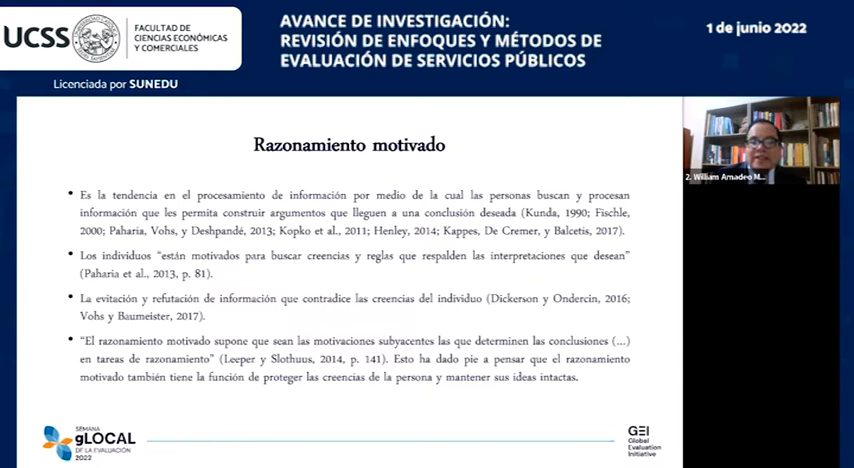 UCSS
FACULTAD DE
CIENCIAS ECONÓMICAS
Y COMERCIALES
Licenciada por SUNEDU
AVANCE DE INVESTIGACIÓN:
REVISIÓN DE ENFOQUES Y MÉTODOS DE
EVALUACIÓN DE SERVICIOS PÚBLICOS
1 de junio 2022
Razonamiento motivado
• Es la tendencia en el procesamiento de información por medio de la cual las personas buscan y procesan
información que les permita construir argumentos que lleguen a una conclusión deseada (Kunda, 1990; Fischle,
2000; Paharia, Vohs, y Deshpandé, 2013; Kopko et al., 2011; Henley, 2014; Kappes, De Cremer, y Balcetis, 2017).
• Los individuos “están motivados para buscar creencias y reglas que respalden las interpretaciones que desean”
(Paharia et al., 2013, p. 81).
• La evitación y refutación de información que contradice las creencias del individuo (Dickerson y Ondercin, 2016;
Vohs y Baumeister, 2017).
• “El razonamiento motivado supone que sean las motivaciones subyacentes las que determinen las conclusiones (...)
en tareas de razonamiento” (Leeper y Slothuus, 2014, p. 141). Esto ha dado pie a pensar que el razonamiento
motivado también tiene la función de proteger las creencias de la persona y mantener sus ideas intactas.
2. William Amadeo M...
SEMANA
gLOCAL
DE LA EVALUACIÓN
2022
GEI
Global
Evaluation
Initiative